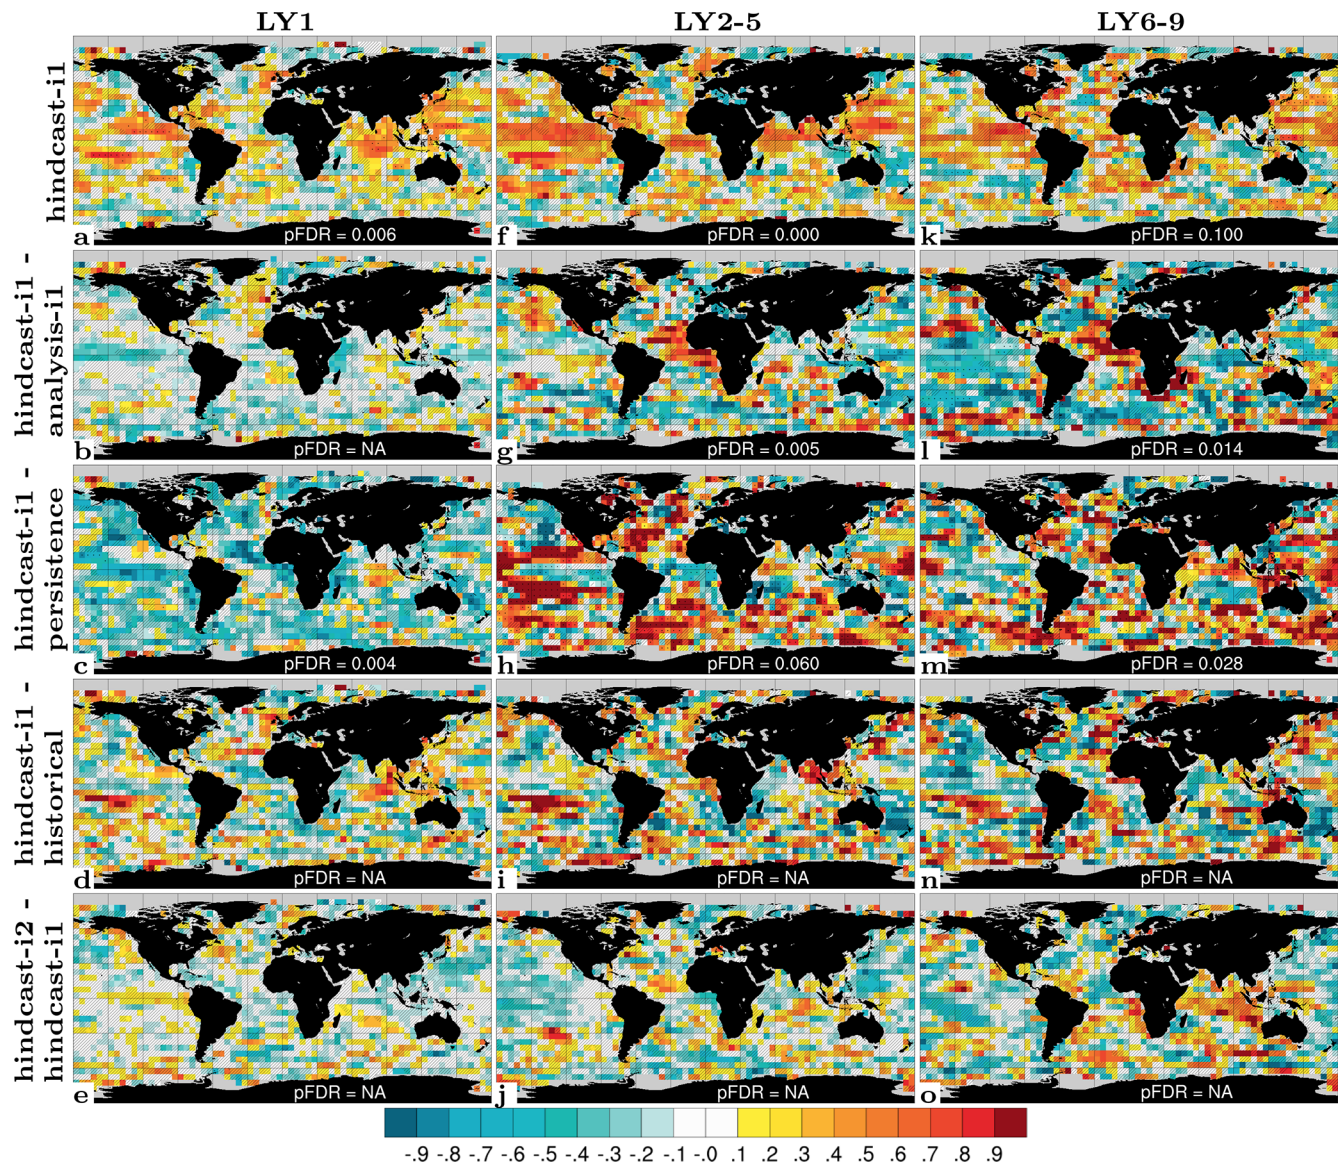 LY1 LY2-5 LY6-9
hindcast-i1
a pFDR = 0.006 f pFDR = 0.000 k pFDR = 0.100
hindcast-i1 -
analysis-i1
b pFDR = NA g pFDR = 0.005 l pFDR = 0.014
hindcast-i1 -
persistence
c pFDR = 0.004 h pFDR = 0.060 m pFDR = 0.028
hindcast-i1 -
historical
d pFDR = NA i pFDR = NA n pFDR = NA
hindcast-i2 -
hindcast-i1
e pFDR = NA j pFDR = NA o pFDR = NA
-.9 -.8 -.7 -.6 -.5 -.4 -.3 -.2 -.1 -.0 .1 .2 .3 .4 .5 .6 .7 .8 .9